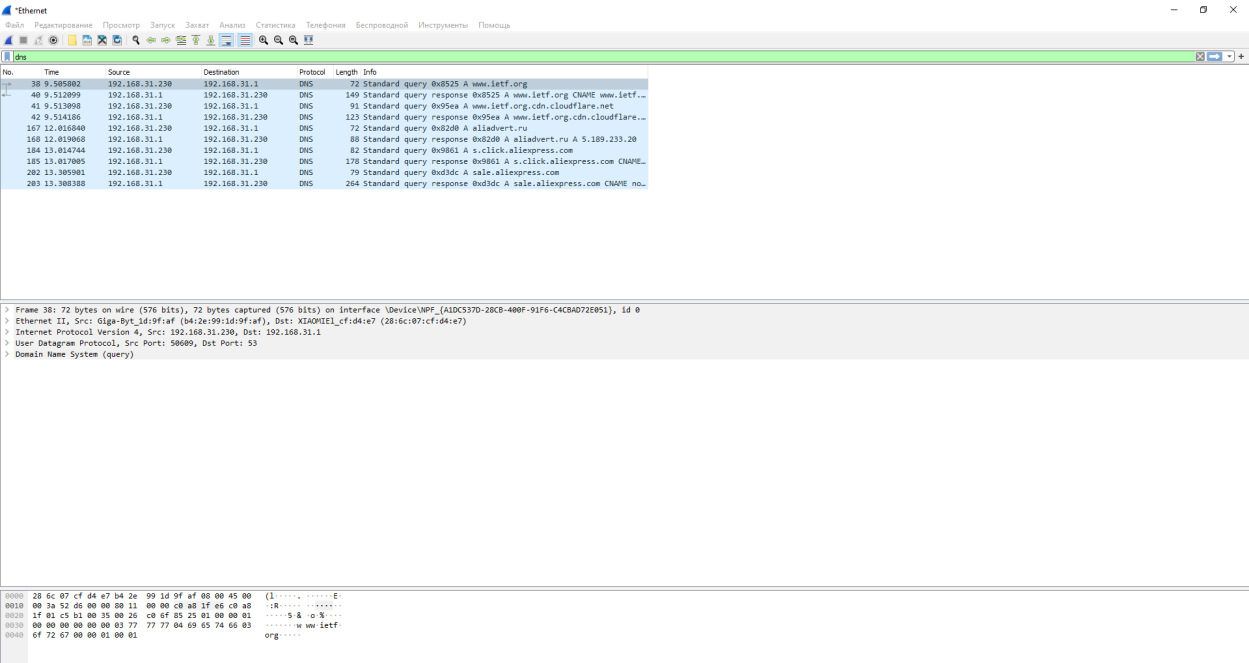 *Ethernet
Файл Редактирование Просмотр Запуск Захват Анализ Статистика Телефония Беспроводной Инструменты Помощь
dns
No. Time Source Destination Protocol Length Info
38 9.505802 192.168.31.230 192.168.31.1 DNS 72 Standard query 0x8525 A www.ietf.org
40 9.512099 192.168.31.1 192.168.31.230 DNS 149 Standard query response 0x8525 A www.ietf.org CNAME www.ietf.…
41 9.513098 192.168.31.230 192.168.31.1 DNS 91 Standard query 0x95ea A www.ietf.org.cdn.cloudflare.net
42 9.514186 192.168.31.1 192.168.31.230 DNS 123 Standard query response 0x95ea A www.ietf.org.cdn.cloudflare.…
167 12.016840 192.168.31.230 192.168.31.1 DNS 72 Standard query 0x82d0 A aliadvert.ru
168 12.019068 192.168.31.1 192.168.31.230 DNS 88 Standard query response 0x82d0 A aliadvert.ru A 5.189.233.20
184 13.014744 192.168.31.230 192.168.31.1 DNS 82 Standard query 0x9861 A s.click.aliexpress.com
185 13.017005 192.168.31.1 192.168.31.230 DNS 178 Standard query response 0x9861 A s.click.aliexpress.com CNAME…
202 13.305901 192.168.31.230 192.168.31.1 DNS 79 Standard query 0xd3dc A sale.aliexpress.com
203 13.308388 192.168.31.1 192.168.31.230 DNS 264 Standard query response 0xd3dc A sale.aliexpress.com CNAME no…
Frame 38: 72 bytes on wire (576 bits), 72 bytes captured (576 bits) on interface \Device\NPF_{A1DC537D-28CB-400F-91F6-C4CBAD72E051}, id 0
Ethernet II, Src: Giga-Byt_1d:9f:af (b4:2e:99:1d:9f:af), Dst: XIAOMIEl_cf:d4:e7 (28:6c:07:cf:d4:e7)
Internet Protocol Version 4, Src: 192.168.31.230, Dst: 192.168.31.1
User Datagram Protocol, Src Port: 50609, Dst Port: 53
Domain Name System (query)
0000 28 6c 07 cf d4 e7 b4 2e 99 1d 9f af 08 00 45 00 (l·····. ······E·
0010 00 3a 52 d6 00 00 80 11 00 00 c0 a8 1f e6 c0 a8 ·:R····· ········
0020 1f 01 c5 b1 00 35 00 26 c0 6f 85 25 01 00 00 01 ·····5·& ·o·%····
0030 00 00 00 00 00 00 03 77 77 77 04 69 65 74 66 03 ·······w ww·ietf·
0040 6f 72 67 00 00 01 00 01 org·····